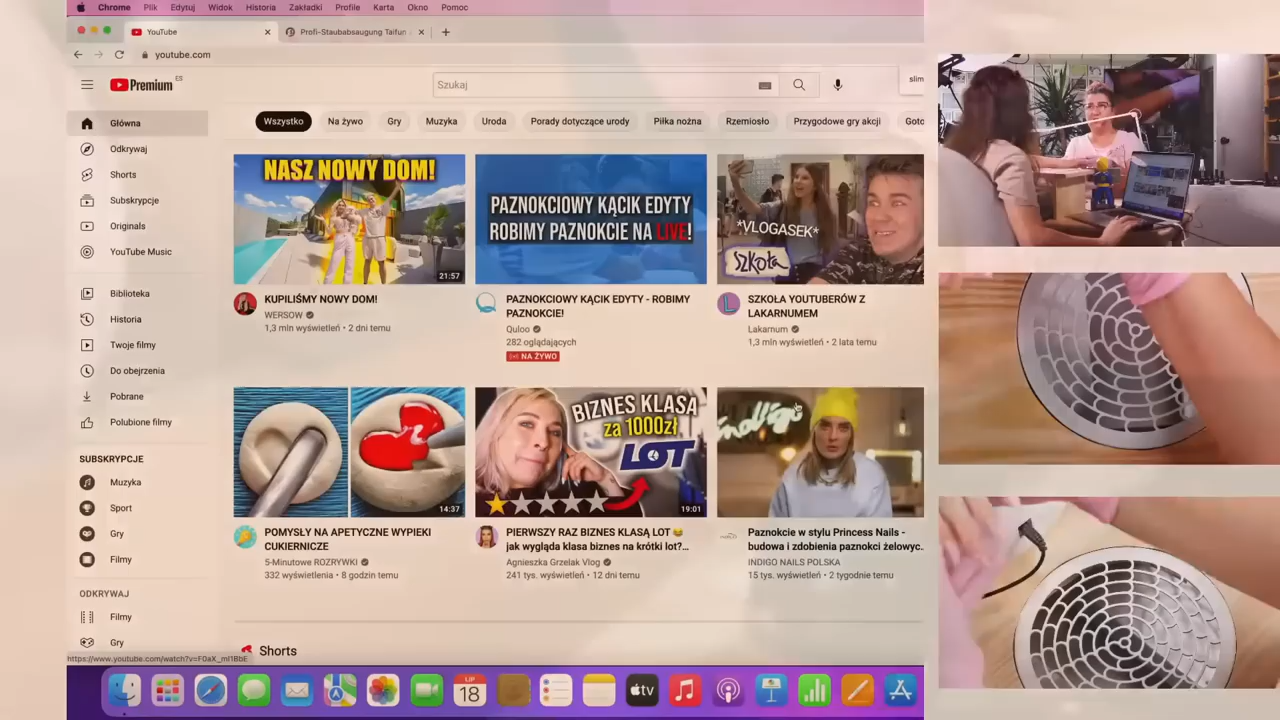 Chrome Plik Edytuj Widok Historia Zakładki Profile Karta Okno Pomoc
YouTube
Profi-Staubabsaugung Taifun
youtube.com
Premium ES
Szukaj
slim
Wszystko Na żywo Gry Muzyka Uroda Porady dotyczące urody Piłka nożna Rzemiosło Przygodowe gry akcji Goto
Główna
Odkrywaj
Shorts
Subskrypcje
Originals
YouTube Music
Biblioteka
Historia
Twoje filmy
Do obejrzenia
Pobrane
Polubione filmy
SUBSKRYPCJE
Muzyka
Sport
Gry
Filmy
ODKRYWAJ
Filmy
Gry
NASZ NOWY DOM!
21:57
KUPILIŚMY NOWY DOM!
WERSOW
1,3 mln wyświetleń • 2 dni temu
PAZNOKCIOWY KĄCIK EDYTY
ROBIMY PAZNOKCIE NA LIVE!
PAZNOKCIOWY KĄCIK EDYTY - ROBIMY
PAZNOKCIE!
Quloo
282 oglądających
NA ŻYWO
*VLOGASEK*
SZKOŁA
SZKOŁA YOUTUBERÓW Z
LAKARNUMEM
Lakarnum
1,3 mln wyświetleń • 2 lata temu
14:37
POMYSŁY NA APETYCZNE WYPIEKI
CUKIERNICZE
5-Minutowe ROZRYWKI
332 wyświetlenia • 8 godzin temu
BIZNES KLASĄ
za 1000zł
LOT
19:01
PIERWSZY RAZ BIZNES KLASĄ LOT 😂
jak wygląda klasa biznes na krótki lot?...
Agnieszka Grzelak Vlog
241 tys. wyświetleń • 12 dni temu
indigo
Paznokcie w stylu Princess Nails -
budowa i zdobienia paznokci żelowyc...
INDIGO NAILS POLSKA
15 tys. wyświetleń • 2 tygodnie temu
Shorts
LIP
18
tv